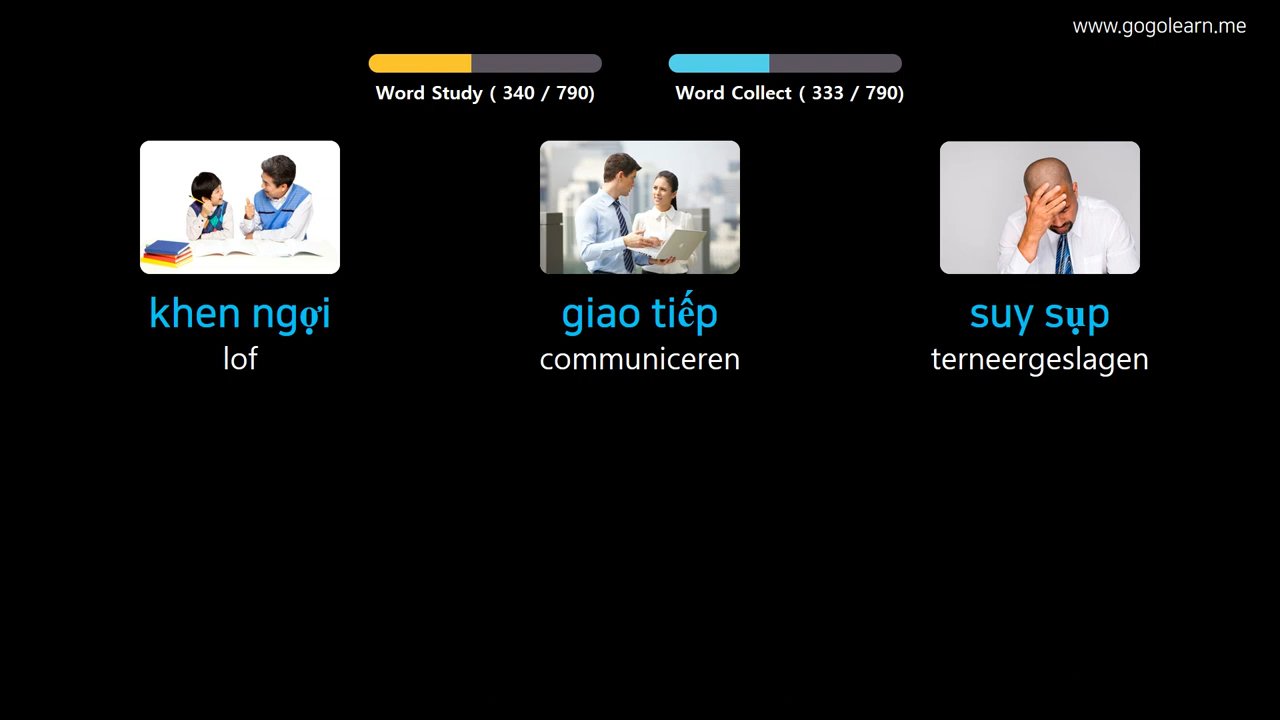 www.gogolearn.me
Word Study ( 340 / 790)
Word Collect ( 333 / 790)
khen ngợi
giao tiếp
suy sụp
lof
communiceren
terneergeslagen